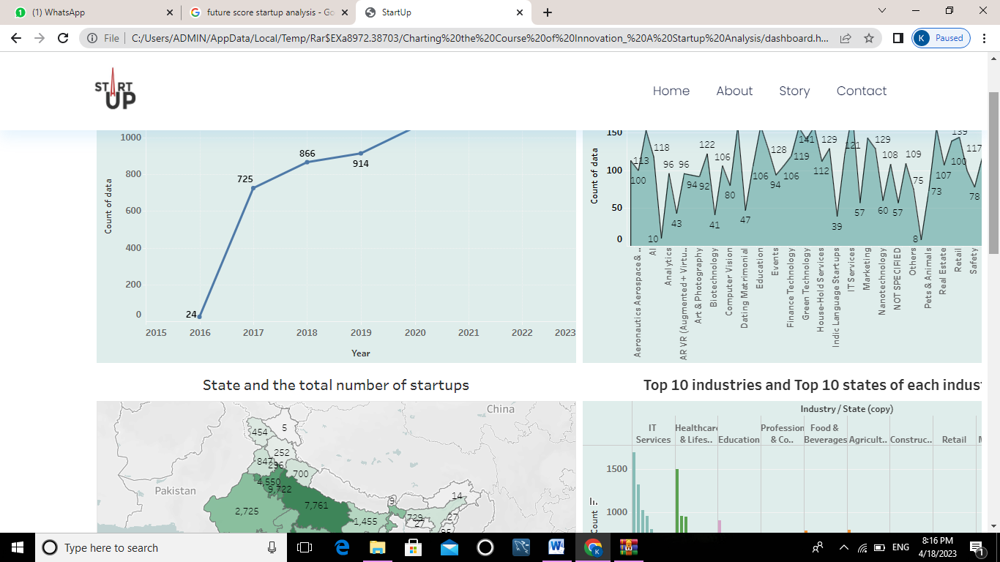 (1) WhatsApp
future score startup analysis - Go
StartUp
File
C:/Users/ADMIN/AppData/Local/Temp/Rar$EXa8972.38703/Charting%20the%20Course%20of%20Innovation_%20A%20Startup%20Analysis/dashboard.h...
K Paused
START UP
Home About Story Contact
1000
800
600
400
200
0
Count of data
24
725
866
914
2015 2016 2017 2018 2019 2020 2021 2022 2023
Year
150
100
50
0
Count of data
113
100
118
10
96
43
96
94
92
122
41
106
80
47
106
128
94
106
119
141
112
129
39
121
57
129
60
108
57
109
75
8
73
107
139
100
117
78
Aeronautics Aerospace & ..
AI
Analytics
AR VR (Augmented + Virtu..
Art & Photography
Biotechnology
Computer Vision
Dating Matrimonial
Education
Events
Finance Technology
Green Technology
House-Hold Services
Indic Language Startups
IT Services
Marketing
Nanotechnology
NOT SPECIFIED
Others
Pets & Animals
Real Estate
Retail
Safety
State and the total number of startups
China
Pakistan
454
5
252
847
296
700
4,550
9,722
2,725
7,761
1,455
9
14
729
27
27
Top 10 industries and Top 10 states of each indust
Industry / State (copy)
IT Services
Healthcare & Lifes..
Education
Profession & Co..
Food & Beverages
Agricult..
Construc..
Retail
1500
1000
Count
Type here to search
ENG
8:16 PM
4/18/2023
1